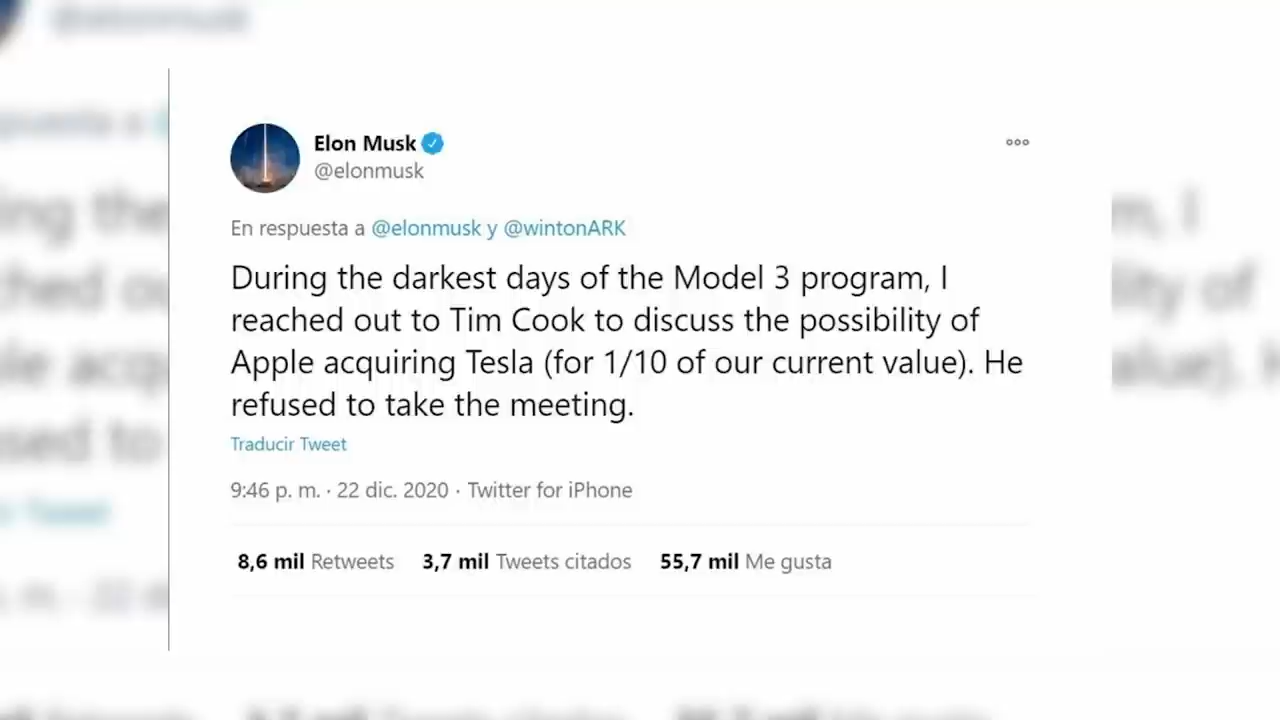 Elon Musk
@elonmusk
En respuesta a @elonmusk y @wintonARK
During the darkest days of the Model 3 program, I
reached out to Tim Cook to discuss the possibility of
Apple acquiring Tesla (for 1/10 of our current value). He
refused to take the meeting.
Traducir Tweet
9:46 p. m. · 22 dic. 2020 · Twitter for iPhone
8,6 mil Retweets 3,7 mil Tweets citados 55,7 mil Me gusta